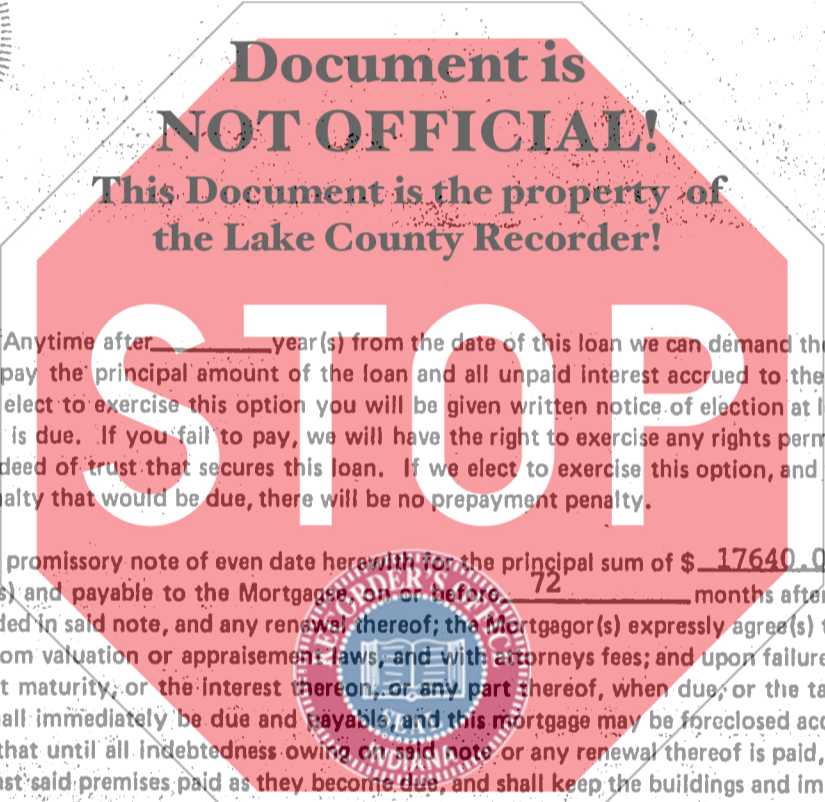 Document is
NOT OFFICIAL!
This Document is the property of
the Lake County Recorder!
STOP
Anytime after________year(s) from the date of this loan we can demand the
pay the principal amount of the loan and all unpaid interest accrued to the
elect to exercise this option you will be given written notice of election at l
is due. If you fail to pay, we will have the right to exercise any rights perm
deed of trust that secures this loan. If we elect to exercise this option, and
alty that would be due, there will be no prepayment penalty.
promissory note of even date herewith for the principal sum of $ 17640.0
s) and payable to the Mortgagee, on or before 72 months after
ded in said note, and any renewal thereof; the Mortgagor(s) expressly agree(s) t
om valuation or appraisement laws, and with attorneys fees; and upon failure
t maturity, or the interest thereon, or any part thereof, when due, or the ta
all immediately be due and payable, and this mortgage may be foreclosed acc
that until all indebtedness owing on said note or any renewal thereof is paid,
st said premises paid as they become due, and shall keep the buildings and im
RECORDER'S OFFICE
SEAL
INDIANA